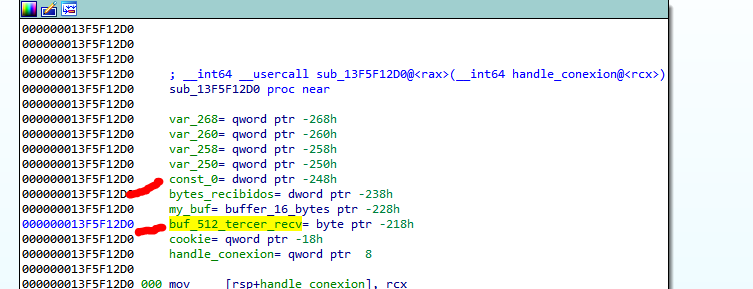 000000013F5F12D0
000000013F5F12D0
000000013F5F12D0
000000013F5F12D0 ; __int64 __usercall sub_13F5F12D0@<rax>(__int64 handle_conexion@<rcx>)
000000013F5F12D0 sub_13F5F12D0 proc near
000000013F5F12D0
000000013F5F12D0 var_268= qword ptr -268h
000000013F5F12D0 var_260= qword ptr -260h
000000013F5F12D0 var_258= qword ptr -258h
000000013F5F12D0 var_250= qword ptr -250h
000000013F5F12D0 const_0= dword ptr -248h
000000013F5F12D0 bytes_recibidos= dword ptr -238h
000000013F5F12D0 my_buf= buffer_16_bytes ptr -228h
000000013F5F12D0 buf_512_tercer_recv= byte ptr -218h
000000013F5F12D0 cookie= qword ptr -18h
000000013F5F12D0 handle_conexion= qword ptr 8
000000013F5F12D0
000000013F5F12D0 000 mov [rsp+handle_conexion], rcx